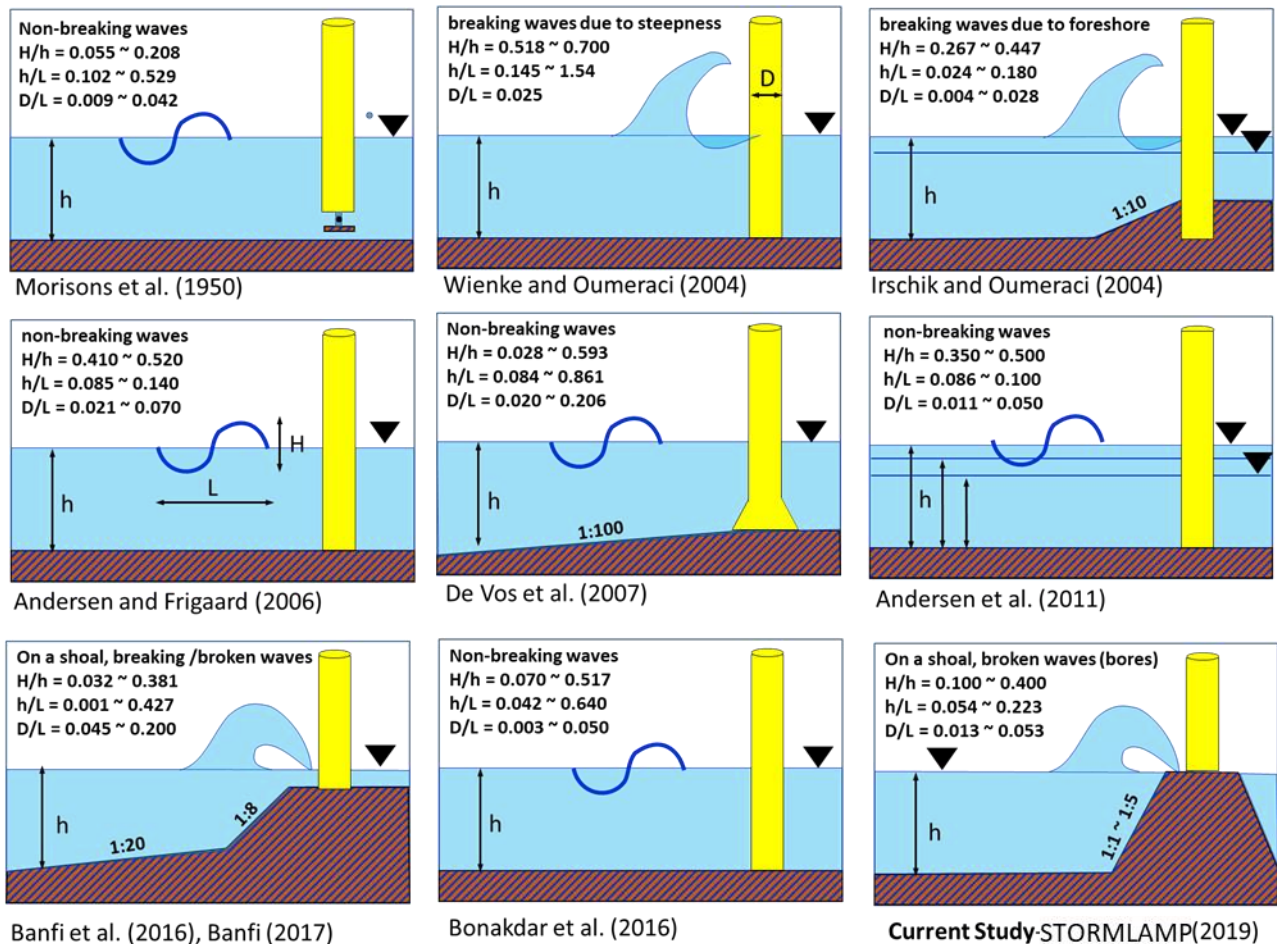 Non-breaking waves
H/h = 0.055 ~ 0.208
h/L = 0.102 ~ 0.529
D/L = 0.009 ~ 0.042
h
Morisons et al. (1950)
breaking waves due to steepness
H/h = 0.518 ~ 0.700
h/L = 0.145 ~ 1.54
D/L = 0.025
D
h
Wienke and Oumeraci (2004)
breaking waves due to foreshore
H/h = 0.267 ~ 0.447
h/L = 0.024 ~ 0.180
D/L = 0.004 ~ 0.028
h
1:10
Irschik and Oumeraci (2004)
non-breaking waves
H/h = 0.410 ~ 0.520
h/L = 0.085 ~ 0.140
D/L = 0.021 ~ 0.070
H
L
h
Andersen and Frigaard (2006)
Non-breaking waves
H/h = 0.028 ~ 0.593
h/L = 0.084 ~ 0.861
D/L = 0.020 ~ 0.206
h
1:100
De Vos et al. (2007)
non-breaking waves
H/h = 0.350 ~ 0.500
h/L = 0.086 ~ 0.100
D/L = 0.011 ~ 0.050
h
Andersen et al. (2011)
On a shoal, breaking /broken waves
H/h = 0.032 ~ 0.381
h/L = 0.001 ~ 0.427
D/L = 0.045 ~ 0.200
h
1:8
1:20
Banfi et al. (2016), Banfi (2017)
Non-breaking waves
H/h = 0.070 ~ 0.517
h/L = 0.042 ~ 0.640
D/L = 0.003 ~ 0.050
h
Bonakdar et al. (2016)
On a shoal, broken waves (bores)
H/h = 0.100 ~ 0.400
h/L = 0.054 ~ 0.223
D/L = 0.013 ~ 0.053
h
1:1 ~ 1:5
Current Study-STORMLAMP(2019)